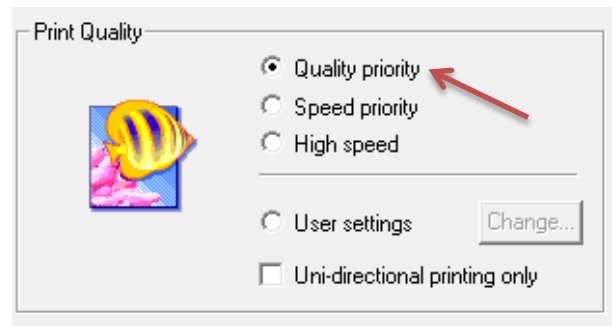 Print Quality
Quality priority
Speed priority
High speed
User settings
Change...
Uni-directional printing only